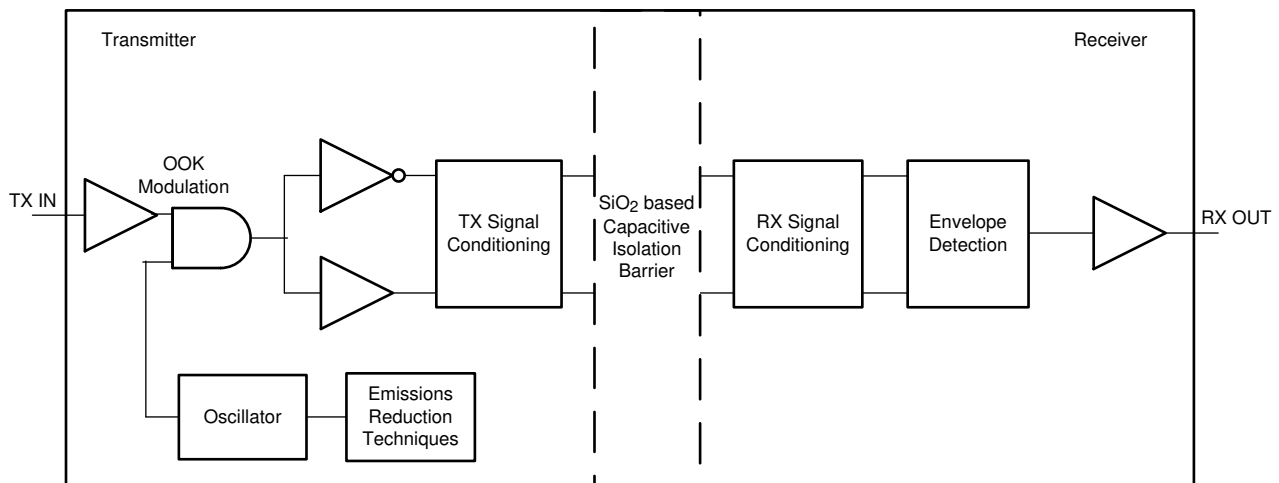 Transmitter
Receiver
OOK
Modulation
TX IN
TX Signal
Conditioning
SiO2 based
Capacitive
Isolation
Barrier
RX Signal
Conditioning
Envelope
Detection
RX OUT
Oscillator
Emissions
Reduction
Techniques